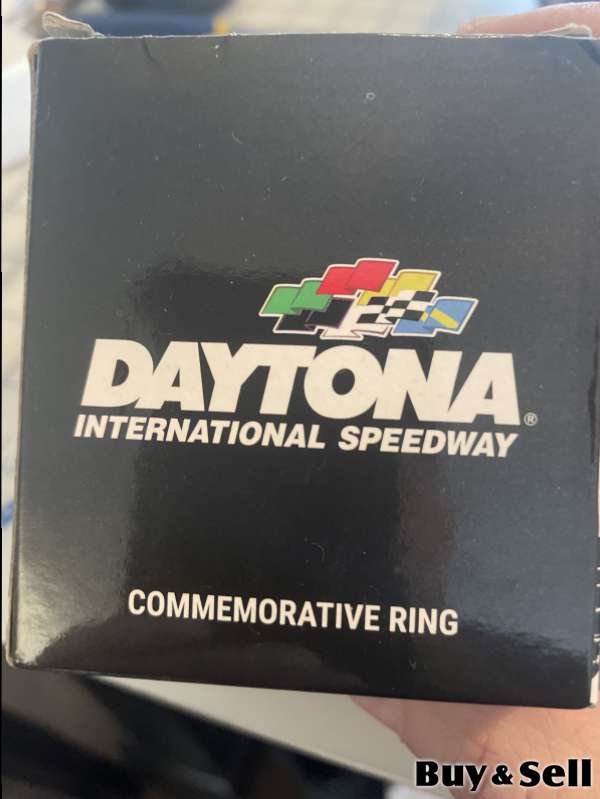 DAYTONA®
INTERNATIONAL SPEEDWAY
COMMEMORATIVE RING
Buy & Sell